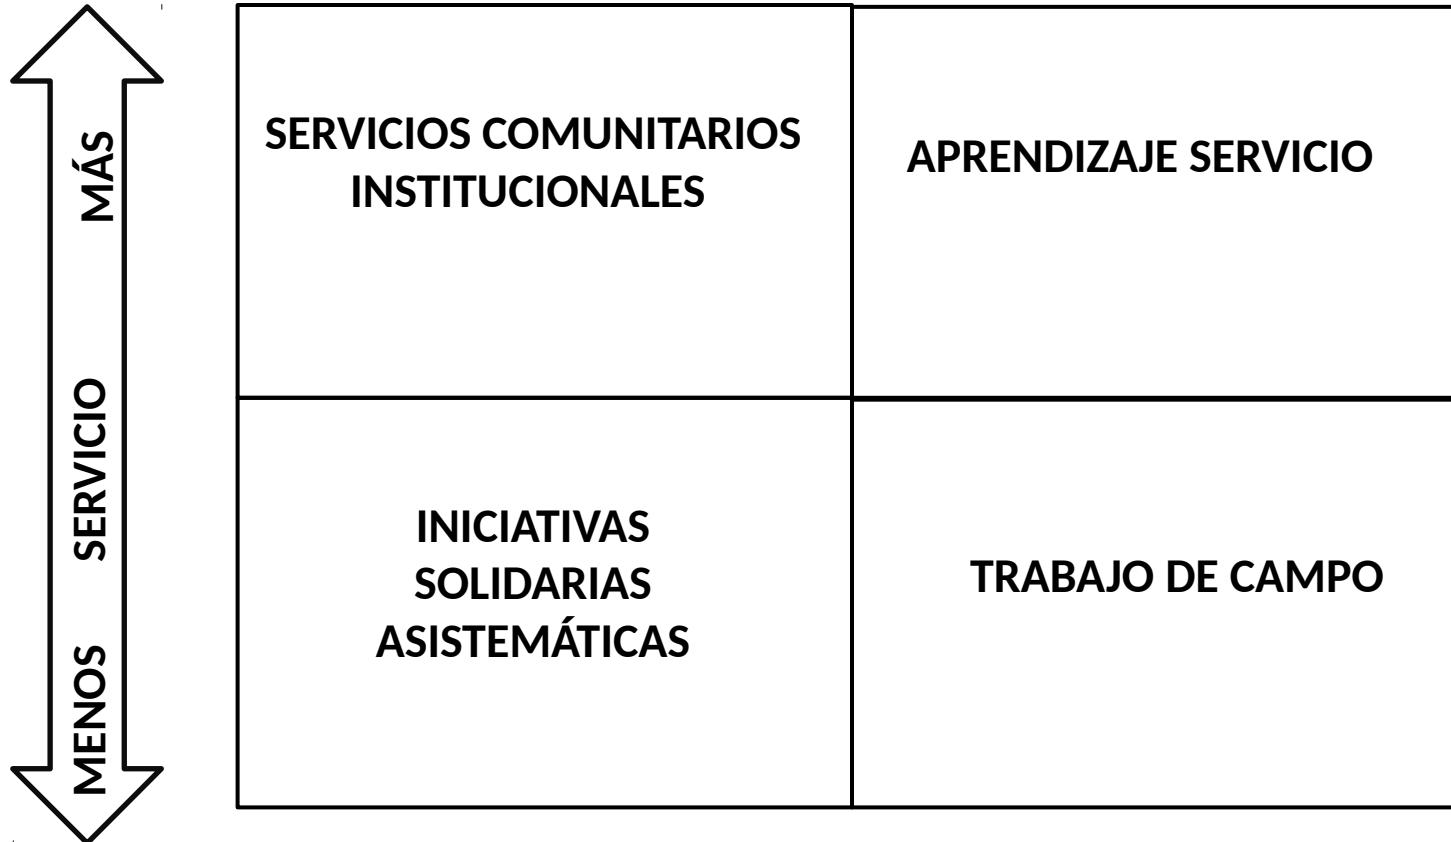 MÁS
SERVICIO
MENOS
SERVICIOS COMUNITARIOS
INSTITUCIONALES
APRENDIZAJE SERVICIO
INICIATIVAS
SOLIDARIAS
ASISTEMÁTICAS
TRABAJO DE CAMPO